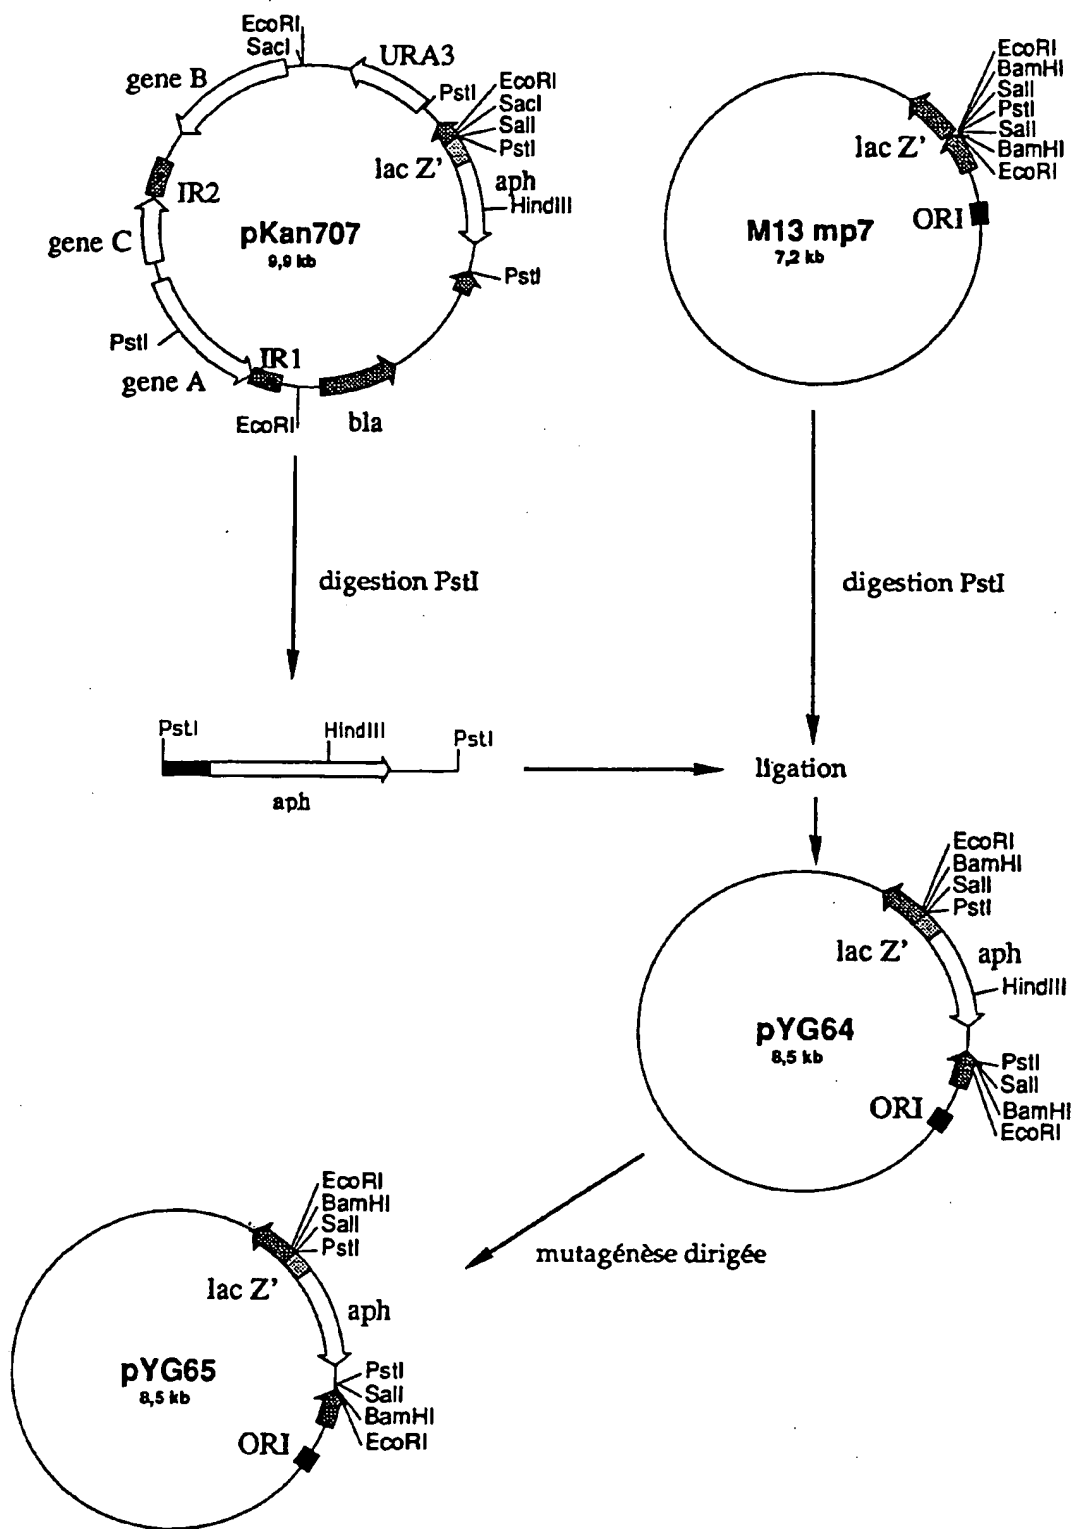 EcoRI
SacI
URA3
gene B
PstI
EcoRI
SacI
SalI
PstI
lac Z'
aph
HindIII
IR2
gene C
pKan707
9,9 kb
PstI
PstI
gene A
IR1
EcoRI
bla
EcoRI
BamHI
SalI
PstI
SalI
BamHI
EcoRI
lac Z'
ORI
M13 mp7
7,2 kb
digestion PstI
digestion PstI
PstI
HindIII
PstI
aph
ligation
EcoRI
BamHI
SalI
PstI
lac Z'
aph
HindIII
pYG64
8,5 kb
PstI
SalI
BamHI
EcoRI
ORI
mutagénèse dirigée
EcoRI
BamHI
SalI
PstI
lac Z'
aph
pYG65
8,5 kb
PstI
SalI
BamHI
EcoRI
ORI